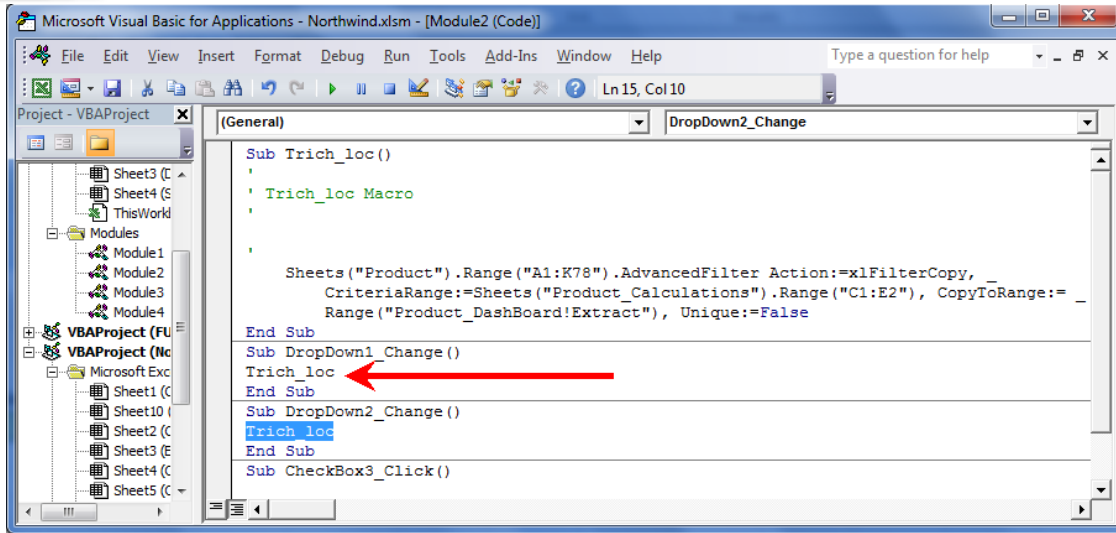 Microsoft Visual Basic for Applications - Northwind.xlsm - [Module2 (Code)]
File Edit View Insert Format Debug Run Tools Add-Ins Window Help Type a question for help
Ln 15, Col 10
Project - VBAProject
(General) DropDown2_Change
Sheet3 (D
Sheet4 (S
ThisWork
Modules
Module1
Module2
Module3
Module4
VBAProject (FU
VBAProject (No
Microsoft Exc
Sheet1 (C
Sheet10 (
Sheet2 (C
Sheet3 (E
Sheet4 (C
Sheet5 (C
Sub Trich_loc()
'
' Trich_loc Macro
'
'
Sheets("Product").Range("A1:K78").AdvancedFilter Action:=xlFilterCopy, _
CriteriaRange:=Sheets("Product_Calculations").Range("C1:E2"), CopyToRange:= _
Range("Product_DashBoard!Extract"), Unique:=False
End Sub
Sub DropDown1_Change()
Trich_loc
End Sub
Sub DropDown2_Change()
Trich_loc
End Sub
Sub CheckBox3_Click()